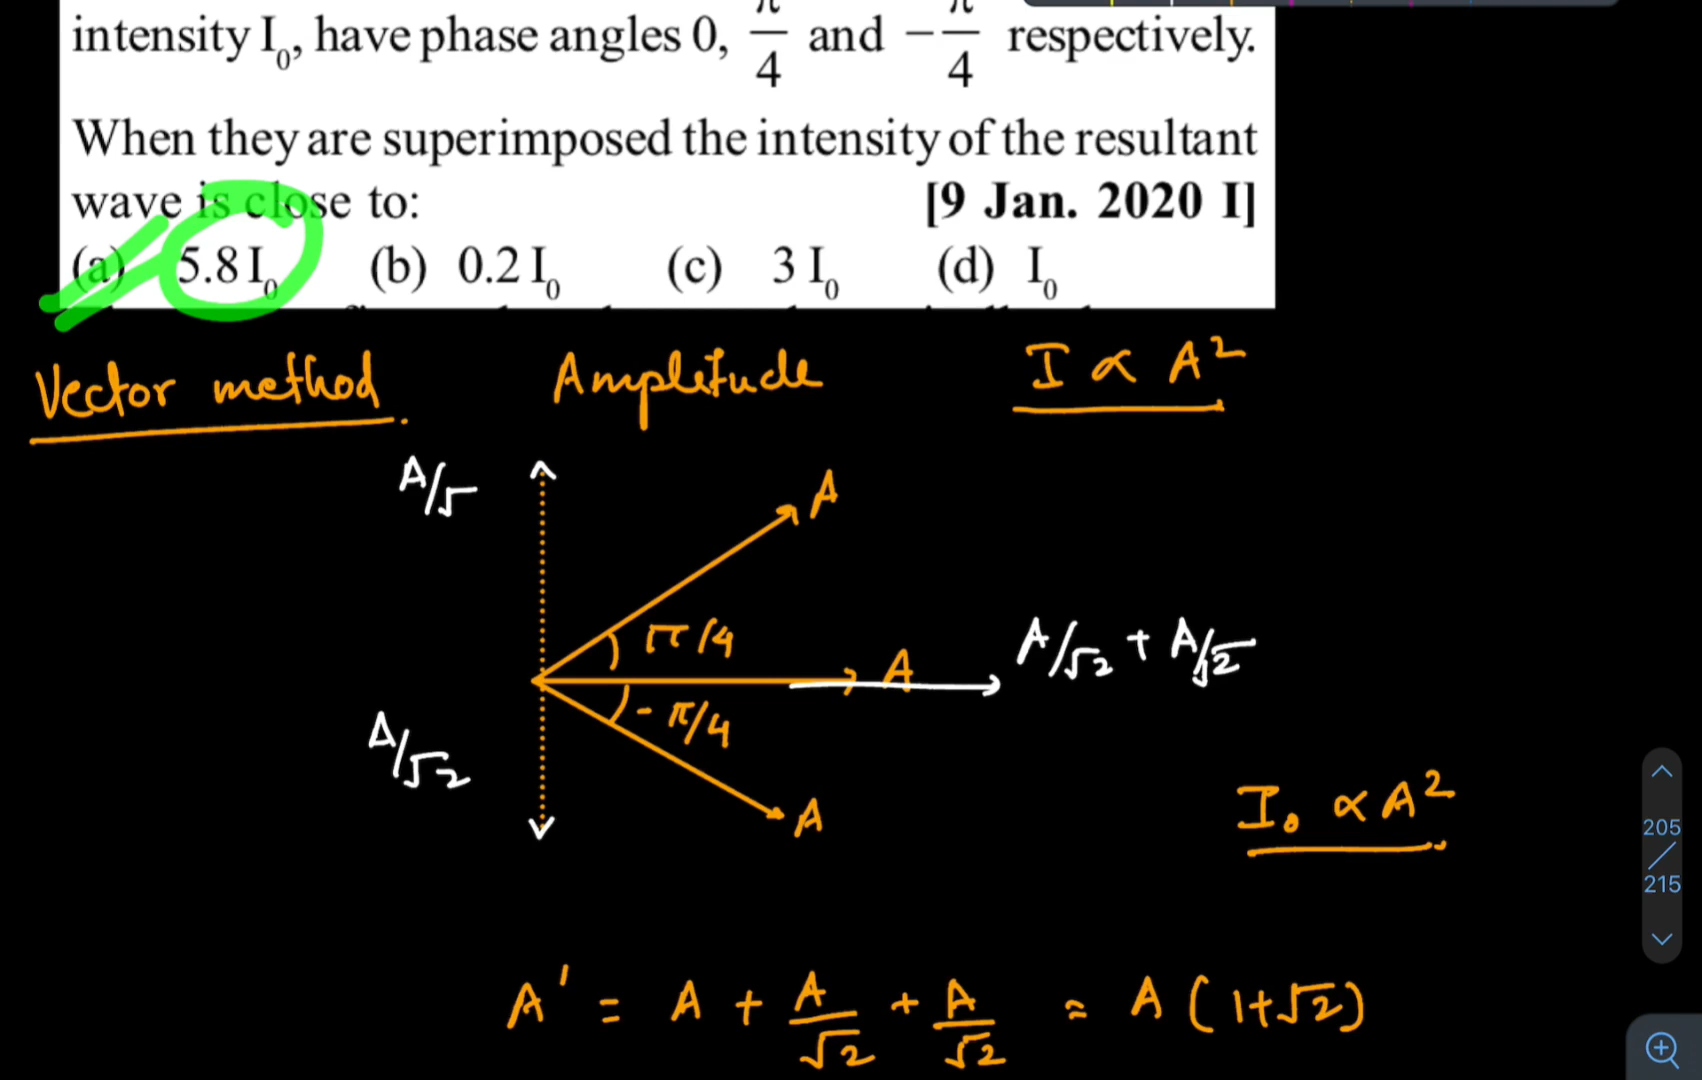 intensity I₀, have phase angles 0, π/4 and −π/4 respectively.
When they are superimposed the intensity of the resultant
wave is close to: [9 Jan. 2020 I]
(a) 5.8 I₀ (b) 0.2 I₀ (c) 3 I₀ (d) I₀
Vector method. Amplitude I ∝ A²
A/√
A
π/4
A
A/√2 + A/√2
- π/4
A/√2
A
I₀ ∝ A²
205
/
215
A' = A + A/√2 + A/√2 = A (1+√2)